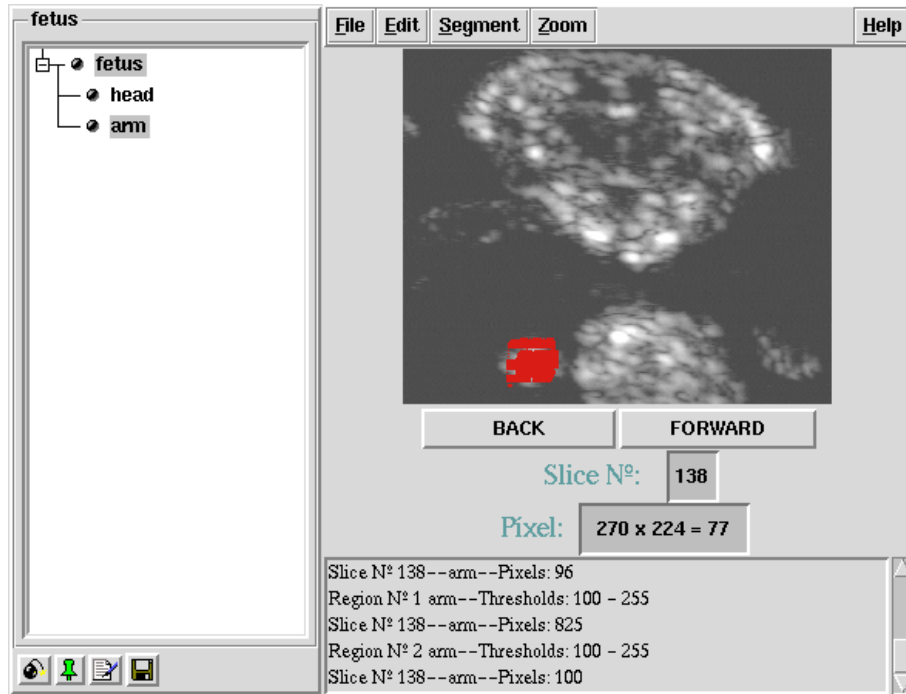 fetus
fetus
head
arm
File Edit Segment Zoom Help
BACK FORWARD
Slice Nº: 138
Píxel: 270 x 224 = 77
Slice Nº 138--arm--Pixels: 96
Region Nº 1 arm--Thresholds: 100 - 255
Slice Nº 138--arm--Pixels: 825
Region Nº 2 arm--Thresholds: 100 - 255
Slice Nº 138--arm--Pixels: 100